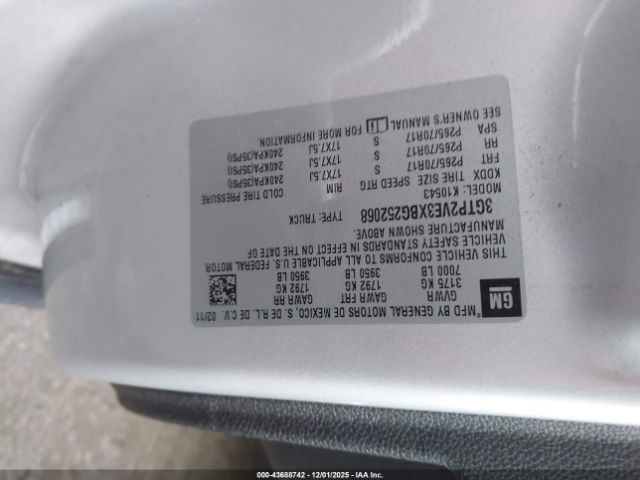 GM
*MFD BY GENERAL MOTORS DE MEXICO, S. DE R.L. DE C.V. 02/11
GVWR GAWR FRT GAWR RR
3175 KG 1792 KG 1792 KG
7000 LB 3950 LB 3950 LB
THIS VEHICLE CONFORMS TO ALL APPLICABLE U.S. FEDERAL MOTOR
VEHICLE SAFETY STANDARDS IN EFFECT ON THE DATE OF
MANUFACTURE SHOWN ABOVE.
3GTP2VE3XBG252068 TYPE: TRUCK
MODEL: K10543
KDDX TIRE SIZE SPEED RTG RIM COLD TIRE PRESSURE
FRT P265/70R17 S 17X7.5J 240KPA(35PSI)
RR P265/70R17 S 17X7.5J 240KPA(35PSI)
SPA P265/70R17 S 17X7.5J 240KPA(35PSI)
SEE OWNER'S MANUAL FOR MORE INFORMATION.
000-43688742 - 12/01/2025 - IAA Inc.